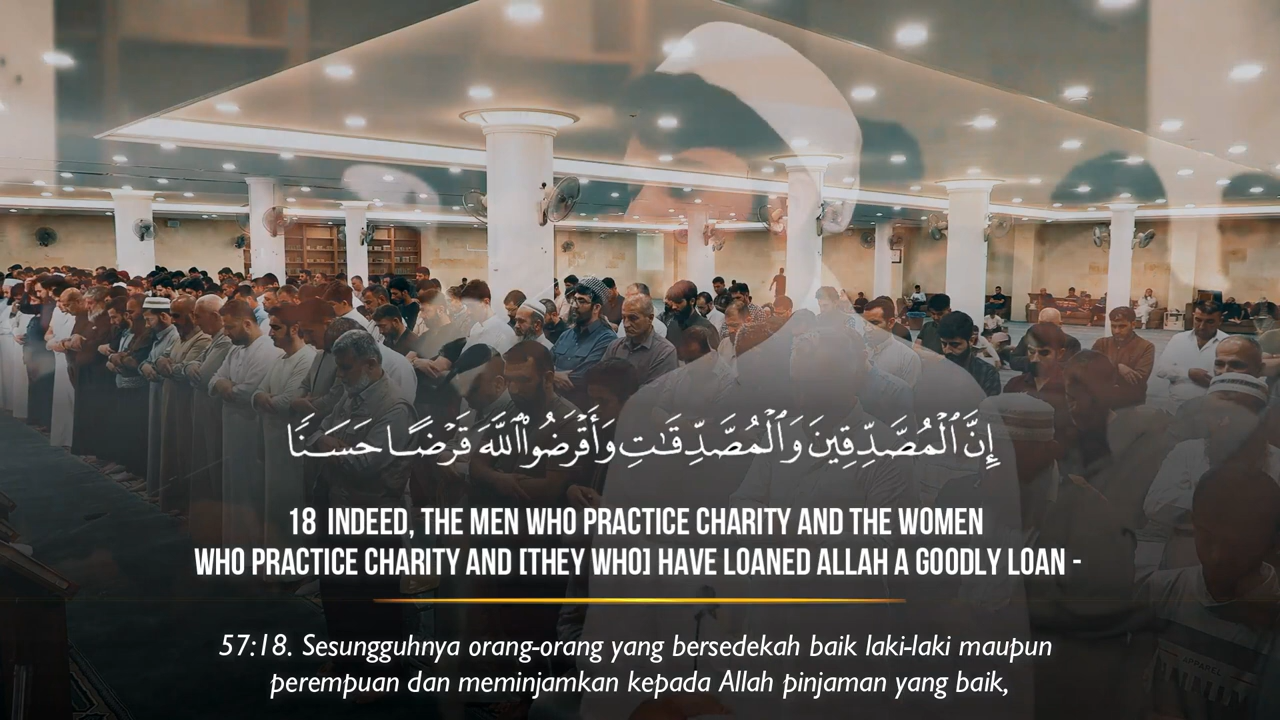 إِنَّ ٱلْمُصَّدِّقِينَ وَٱلْمُصَّدِّقَٰتِ وَأَقْرَضُوا۟ ٱللَّهَ قَرْضًا حَسَنًا
18 INDEED, THE MEN WHO PRACTICE CHARITY AND THE WOMEN
WHO PRACTICE CHARITY AND [THEY WHO] HAVE LOANED ALLAH A GOODLY LOAN -
57:18. Sesungguhnya orang-orang yang bersedekah baik laki-laki maupun
perempuan dan meminjamkan kepada Allah pinjaman yang baik,